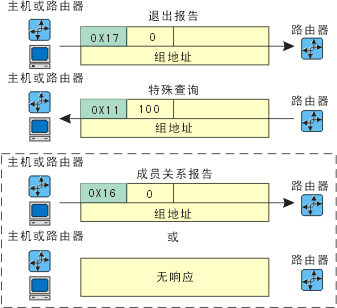 主机或路由器
退出报告
路由器
0X17
0
组地址
主机或路由器
特殊查询
路由器
0X11
100
组地址
主机或路由器
成员关系报告
路由器
0X16
0
组地址
主机或路由器
或
路由器
无响应